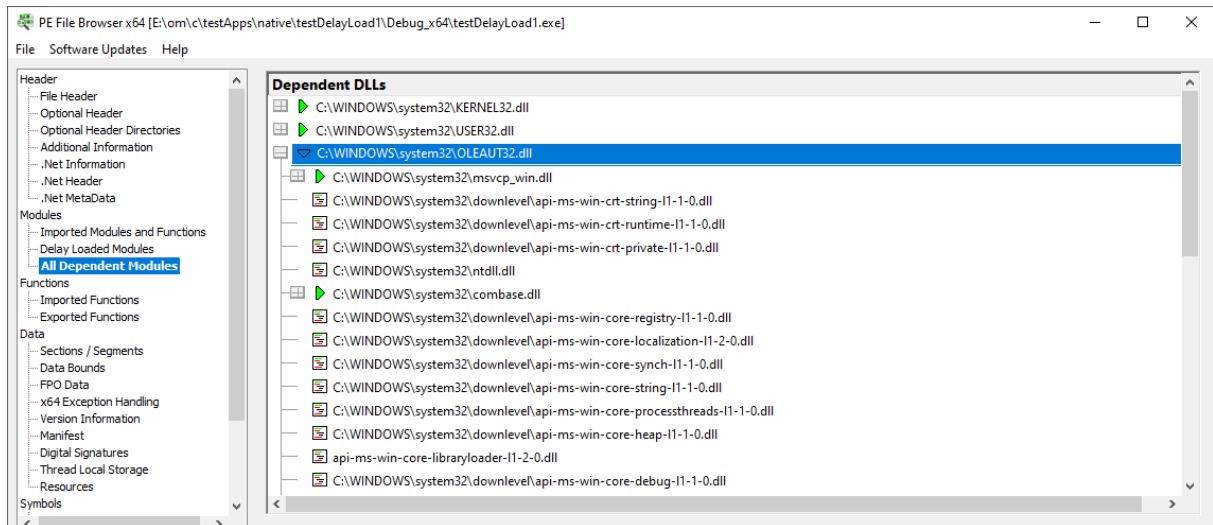 PE File Browser x64 [E:\om\c\testApps\native\testDelayLoad1\Debug_x64\testDelayLoad1.exe]
File Software Updates Help
Header
File Header
Optional Header
Optional Header Directories
Additional Information
.Net Information
.Net Header
.Net MetaData
Modules
Imported Modules and Functions
Delay Loaded Modules
All Dependent Modules
Functions
Imported Functions
Exported Functions
Data
Sections / Segments
Data Bounds
FPO Data
x64 Exception Handling
Version Information
Manifest
Digital Signatures
Thread Local Storage
Resources
Symbols
Dependent DLLs
C:\WINDOWS\system32\KERNEL32.dll
C:\WINDOWS\system32\USER32.dll
C:\WINDOWS\system32\OLEAUT32.dll
C:\WINDOWS\system32\msvcp_win.dll
C:\WINDOWS\system32\downlevel\api-ms-win-crt-string-l1-1-0.dll
C:\WINDOWS\system32\downlevel\api-ms-win-crt-runtime-l1-1-0.dll
C:\WINDOWS\system32\downlevel\api-ms-win-crt-private-l1-1-0.dll
C:\WINDOWS\system32\ntdll.dll
C:\WINDOWS\system32\combase.dll
C:\WINDOWS\system32\downlevel\api-ms-win-core-registry-l1-1-0.dll
C:\WINDOWS\system32\downlevel\api-ms-win-core-localization-l1-2-0.dll
C:\WINDOWS\system32\downlevel\api-ms-win-core-synch-l1-1-0.dll
C:\WINDOWS\system32\downlevel\api-ms-win-core-string-l1-1-0.dll
C:\WINDOWS\system32\downlevel\api-ms-win-core-processthreads-l1-1-0.dll
C:\WINDOWS\system32\downlevel\api-ms-win-core-heap-l1-1-0.dll
api-ms-win-core-libraryloader-l1-2-0.dll
C:\WINDOWS\system32\downlevel\api-ms-win-core-debug-l1-1-0.dll